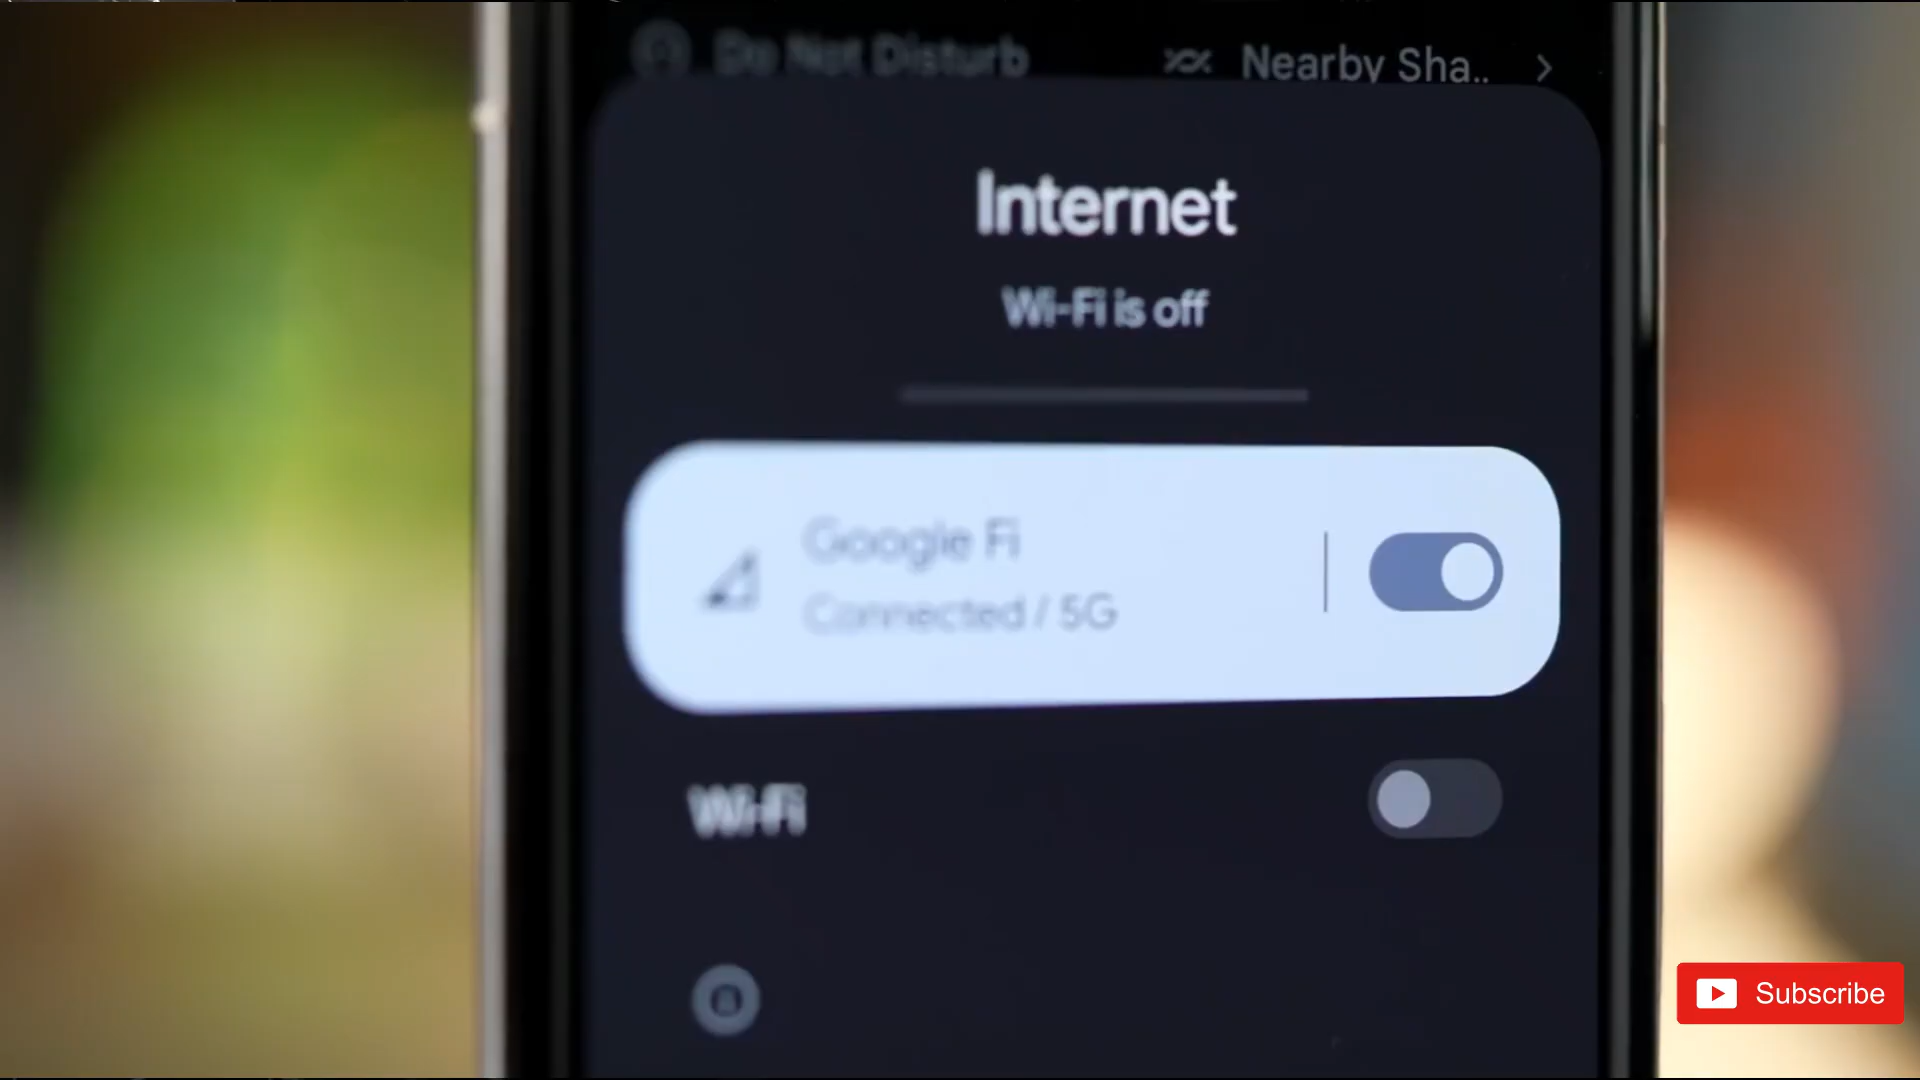 Do Not Disturb
Nearby Sha..
Internet
Wi-Fi is off
Google Fi
Connected / 5G
Wi-Fi
Subscribe